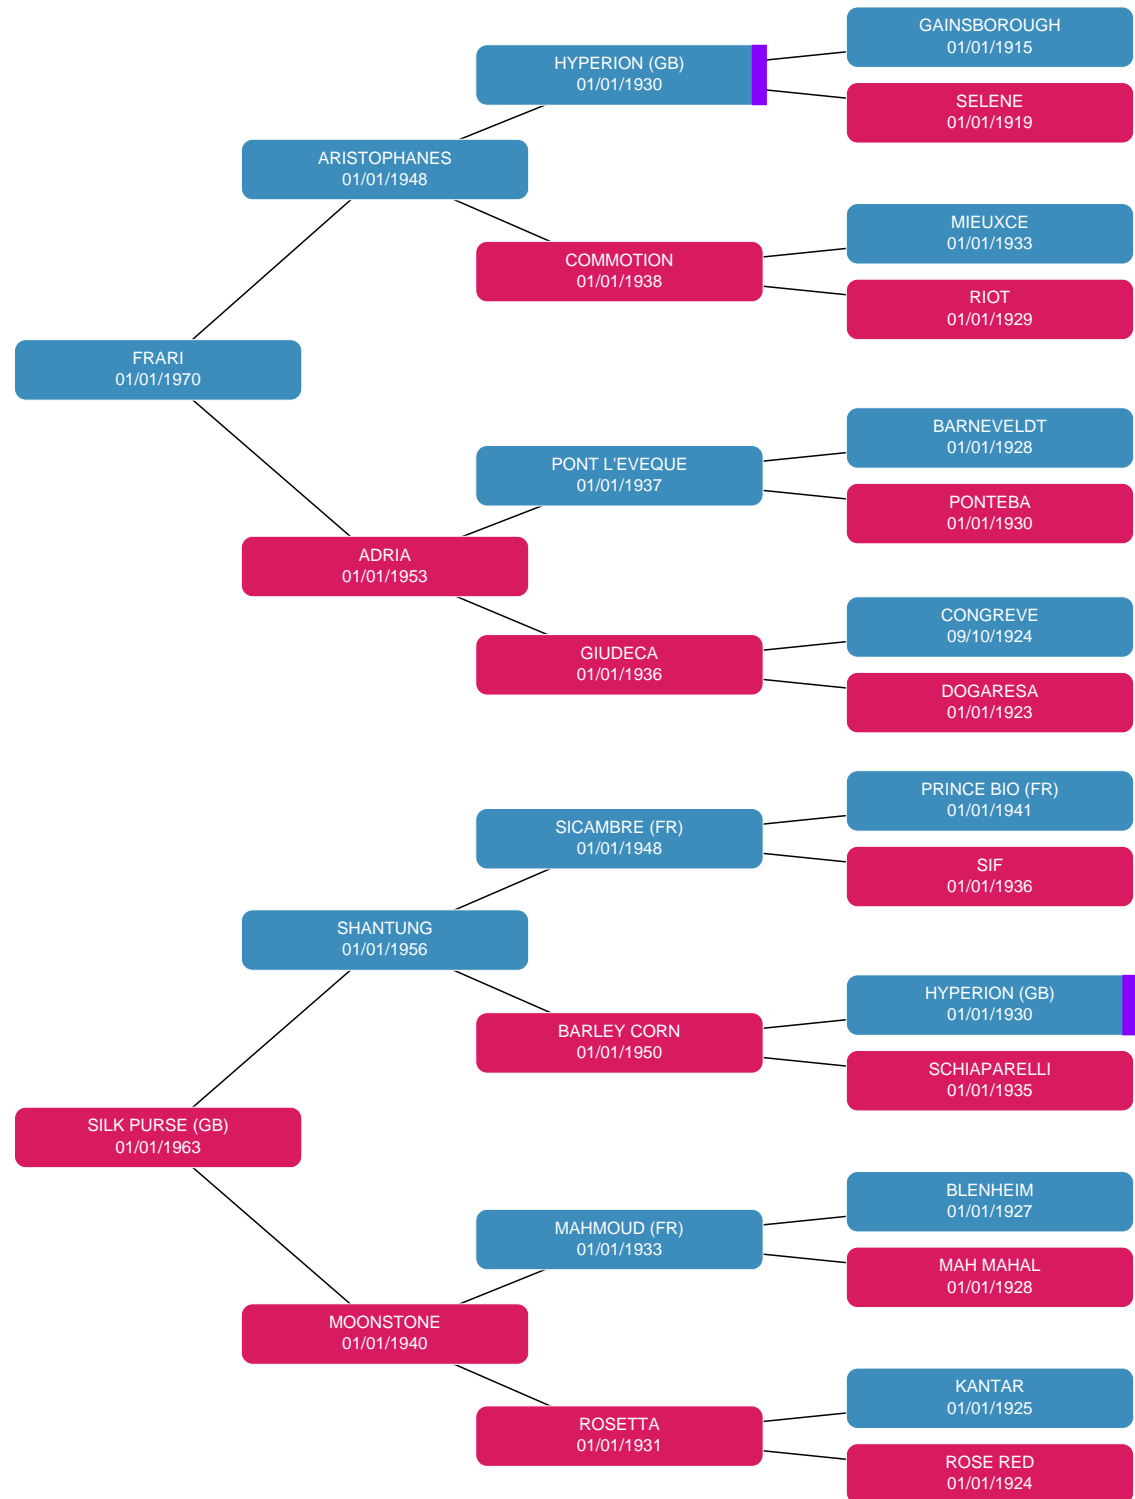 GAINSBOROUGH
01/01/1915
HYPERION (GB)
01/01/1930
SELENE
01/01/1919
ARISTOPHANES
01/01/1948
MIEUXCE
01/01/1933
COMMOTION
01/01/1938
RIOT
01/01/1929
FRARI
01/01/1970
BARNEVELDT
01/01/1928
PONT L'EVEQUE
01/01/1937
PONTEBA
01/01/1930
ADRIA
01/01/1953
CONGREVE
09/10/1924
GIUDECA
01/01/1936
DOGARESA
01/01/1923
PRINCE BIO (FR)
01/01/1941
SICAMBRE (FR)
01/01/1948
SIF
01/01/1936
SHANTUNG
01/01/1956
HYPERION (GB)
01/01/1930
BARLEY CORN
01/01/1950
SCHIAPARELLI
01/01/1935
SILK PURSE (GB)
01/01/1963
BLENHEIM
01/01/1927
MAHMOUD (FR)
01/01/1933
MAH MAHAL
01/01/1928
MOONSTONE
01/01/1940
KANTAR
01/01/1925
ROSETTA
01/01/1931
ROSE RED
01/01/1924